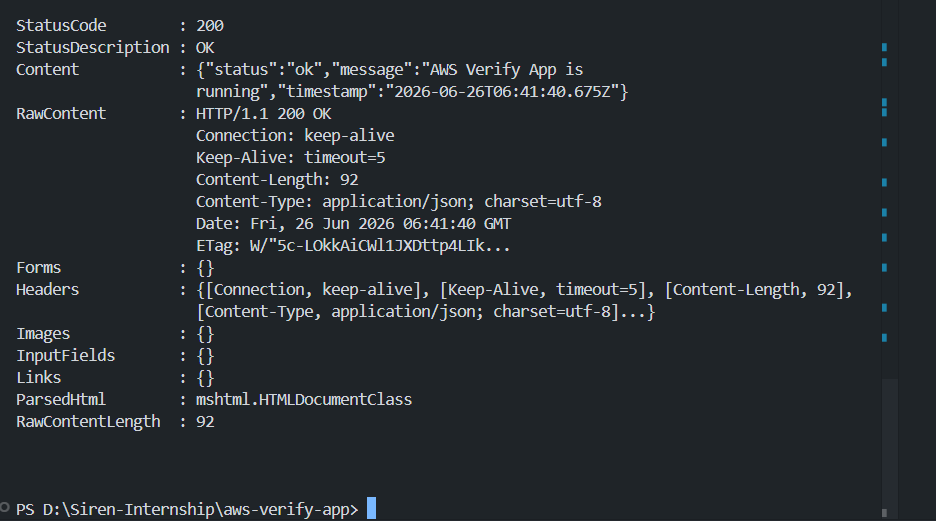 StatusCode        : 200
StatusDescription : OK
Content           : {"status":"ok","message":"AWS Verify App is
                    running","timestamp":"2026-06-26T06:41:40.675Z"}
RawContent        : HTTP/1.1 200 OK
                    Connection: keep-alive
                    Keep-Alive: timeout=5
                    Content-Length: 92
                    Content-Type: application/json; charset=utf-8
                    Date: Fri, 26 Jun 2026 06:41:40 GMT
                    ETag: W/"5c-LOkkAiCWl1JXDttp4LIk...
Forms             : {}
Headers           : {[Connection, keep-alive], [Keep-Alive, timeout=5], [Content-Length, 92],
                    [Content-Type, application/json; charset=utf-8]...}
Images            : {}
InputFields       : {}
Links             : {}
ParsedHtml        : mshtml.HTMLDocumentClass
RawContentLength  : 92
PS D:\Siren-Internship\aws-verify-app>